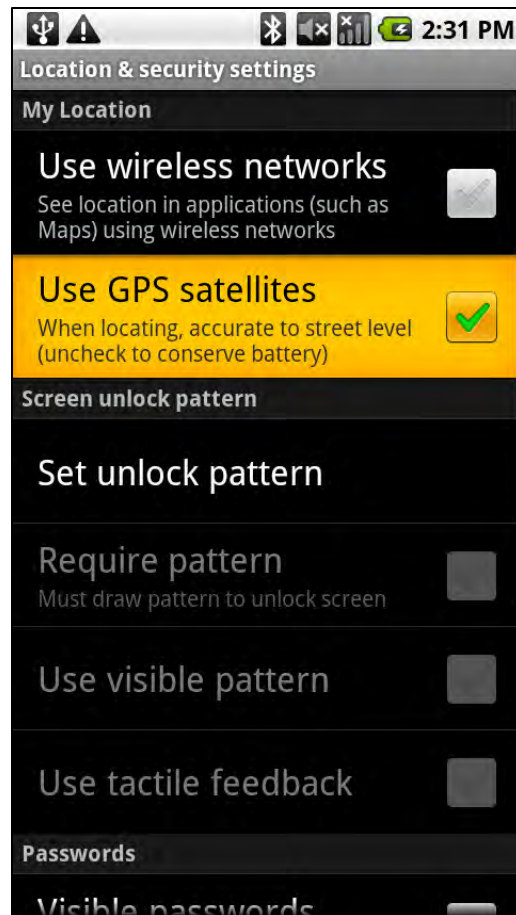 2:31 PM
Location & security settings
My Location
Use wireless networks
See location in applications (such as
Maps) using wireless networks
Use GPS satellites
When locating, accurate to street level
(uncheck to conserve battery)
Screen unlock pattern
Set unlock pattern
Require pattern
Must draw pattern to unlock screen
Use visible pattern
Use tactile feedback
Passwords
Visible passwords